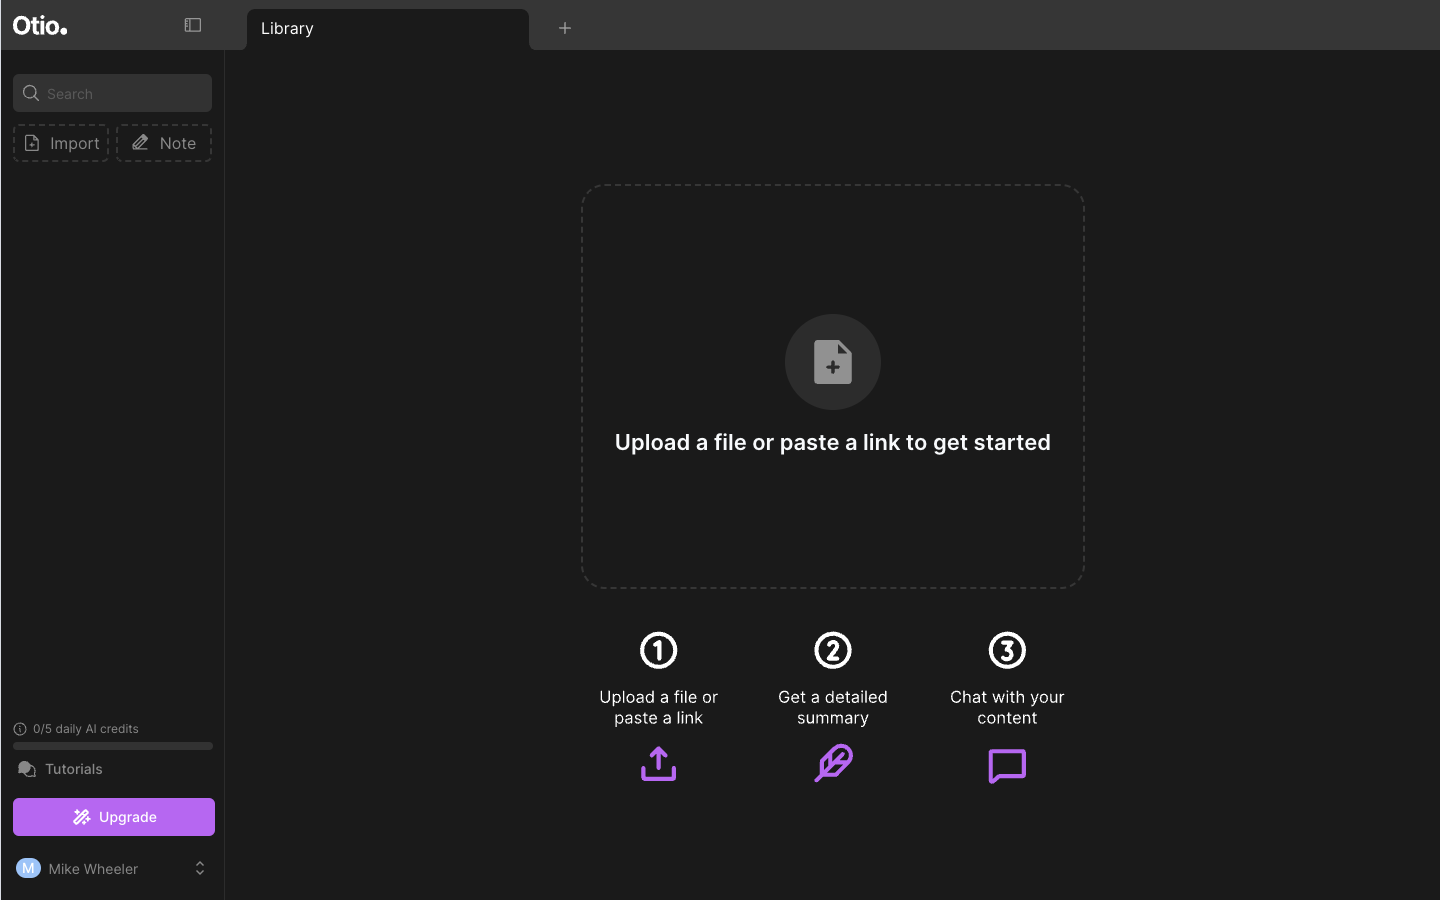 Otio.
Library
Search
Import
Note
Upload a file or paste a link to get started
1
2
3
Upload a file or
paste a link
Get a detailed
summary
Chat with your
content
0/5 daily AI credits
Tutorials
Upgrade
M
Mike Wheeler